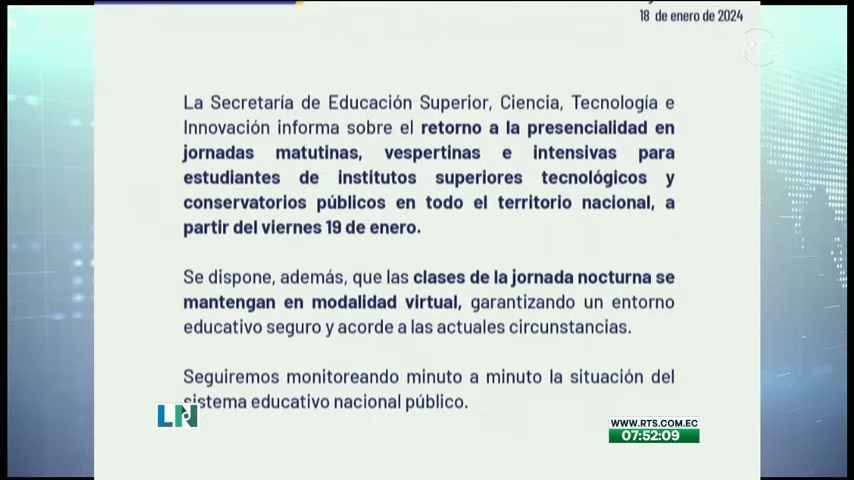 18 de enero de 2024
RTS
La Secretaría de Educación Superior, Ciencia, Tecnología e
Innovación informa sobre el retorno a la presencialidad en
jornadas matutinas, vespertinas e intensivas para
estudiantes de institutos superiores tecnológicos y
conservatorios públicos en todo el territorio nacional, a
partir del viernes 19 de enero.
Se dispone, además, que las clases de la jornada nocturna se
mantengan en modalidad virtual, garantizando un entorno
educativo seguro y acorde a las actuales circunstancias.
Seguiremos monitoreando minuto a minuto la situación del
sistema educativo nacional público.
LN
WWW.RTS.COM.EC
07:52:09